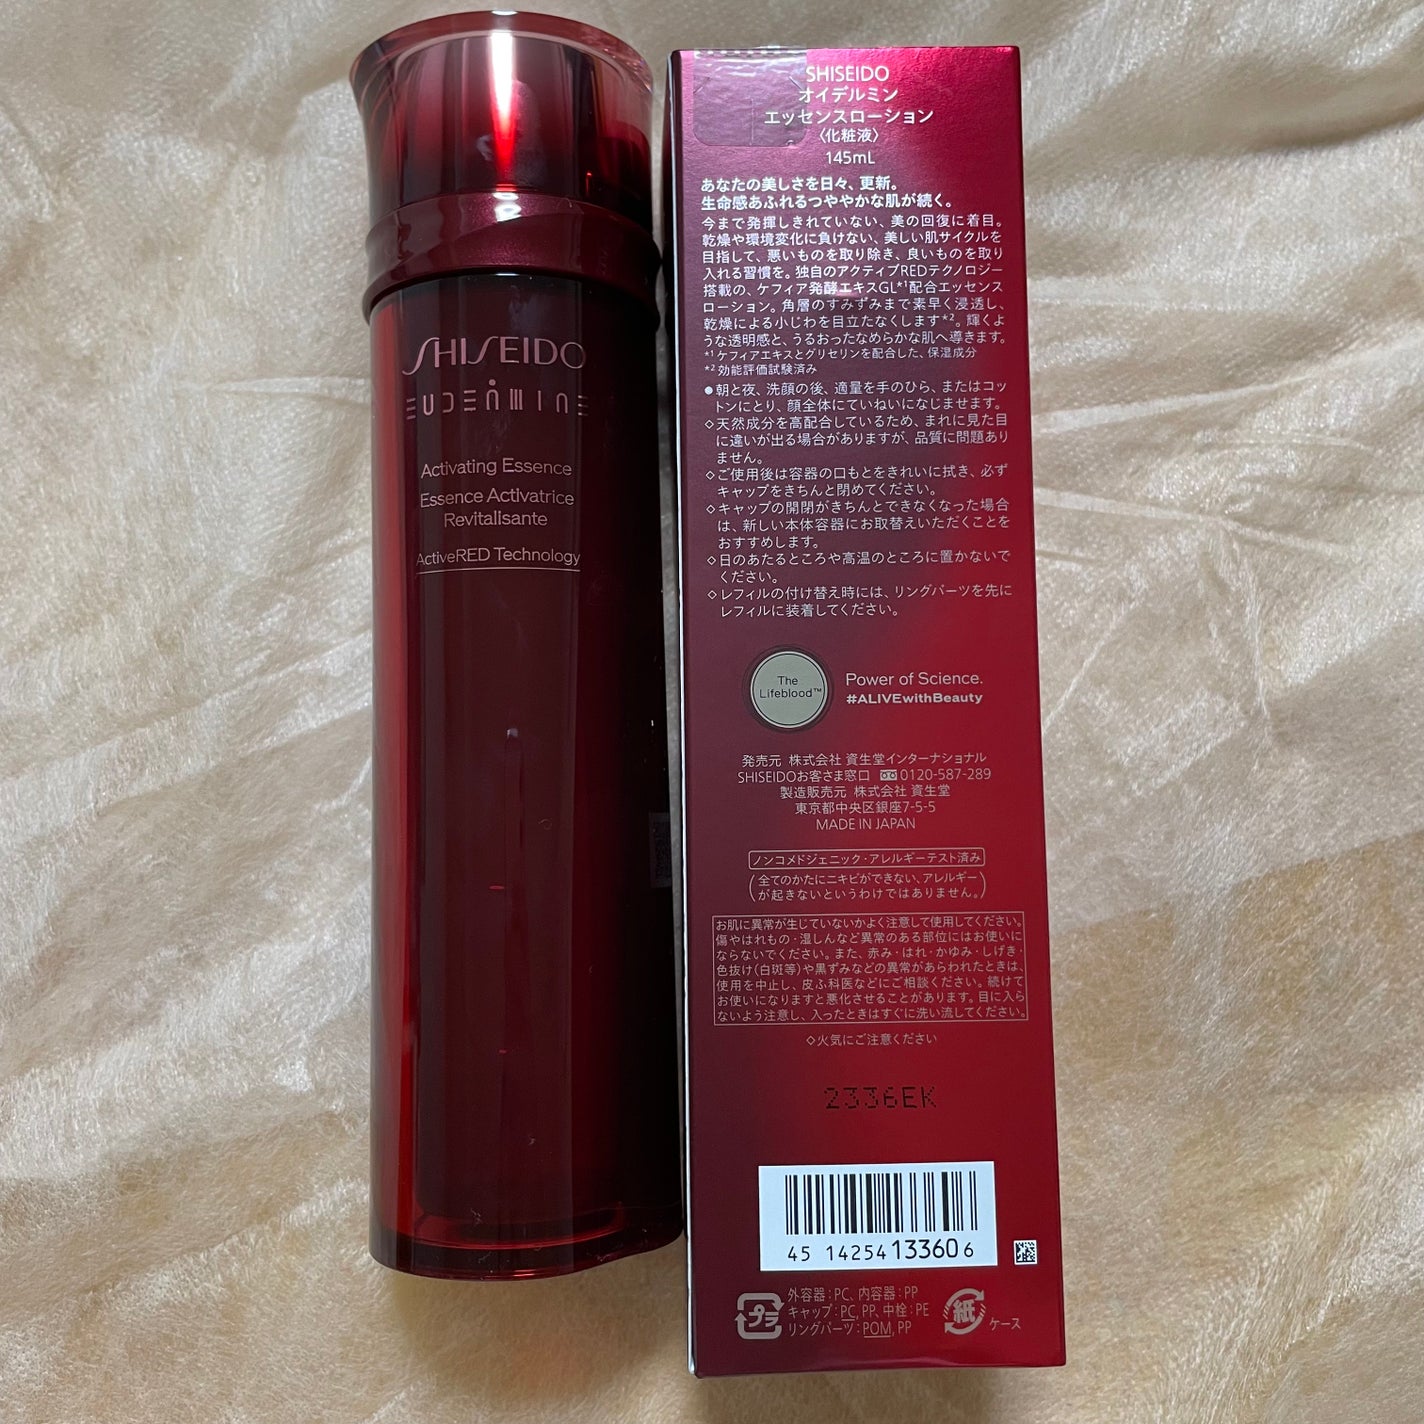 SHISEIDO
EUDERMINE
Activating Essence
Essence Activatrice
Revitalisante
ActiveRED Technology
SHISEIDO
オイデルミン
エッセンスローション
〈化粧液〉
145mL
あなたの美しさを日々、更新。
生命感あふれるつややかな肌が続く。
今まで発揮しきれていない、美の回復に着目。
乾燥や環境変化に負けない、美しい肌サイクルを
目指して、悪いものを取り除き、良いものを取り
入れる習慣を。独自のアクティブREDテクノロジー
搭載の、ケフィア発酵エキスGL*1配合エッセンス
ローション。角層のすみずみまで素早く浸透し、
乾燥による小じわを目立たなくします*2。輝くよ
うな透明感と、うるおったなめらかな肌へ導きます。
*1 ケフィアエキスとグリセリンを配合した、保湿成分
*2 効能評価試験済み
●朝と夜、洗顔の後、適量を手のひら、またはコッ
トンにとり、顔全体にていねいになじませます。
◇天然成分を高配合しているため、まれに見た目
に違いが出る場合がありますが、品質に問題あり
ません。
◇ご使用後は容器の口もとをきれいに拭き、必ず
キャップをきちんと閉めてください。
◇キャップの開閉がきちんとできなくなった場合
は、新しい本体容器にお取替えいただくことを
おすすめします。
◇日のあたるところや高温のところに置かないで
ください。
◇レフィルの付け替え時には、リングパーツを先に
レフィルに装着してください。
The
Lifeblood™
Power of Science.
#ALIVEwithBeauty
発売元 株式会社 資生堂インターナショナル
SHISEIDOお客さま窓口 0120-587-289
製造販売元 株式会社 資生堂
東京都中央区銀座7-5-5
MADE IN JAPAN
ノンコメドジェニック・アレルギーテスト済み
(全てのかたにニキビができない、アレルギー
が起きないというわけではありません。)
お肌に異常が生じていないかよく注意して使用してください。
傷やはれもの・湿しんなど異常のある部位にはお使いに
ならないでください。また、赤み・はれ・かゆみ・しげき・
色抜け(白斑等)や黒ずみなどの異常があらわれたときは、
使用を中止し、皮ふ科医などにご相談ください。続けて
お使いになりますと悪化させることがあります。目に入ら
ないよう注意し、入ったときはすぐに洗い流してください。
◇火気にご注意ください
2336EK
45 14254 13360 6
プラ
外容器：PC、内容器：PP
キャップ：PC, PP、中栓：PE
リングパーツ：POM, PP
紙
ケース